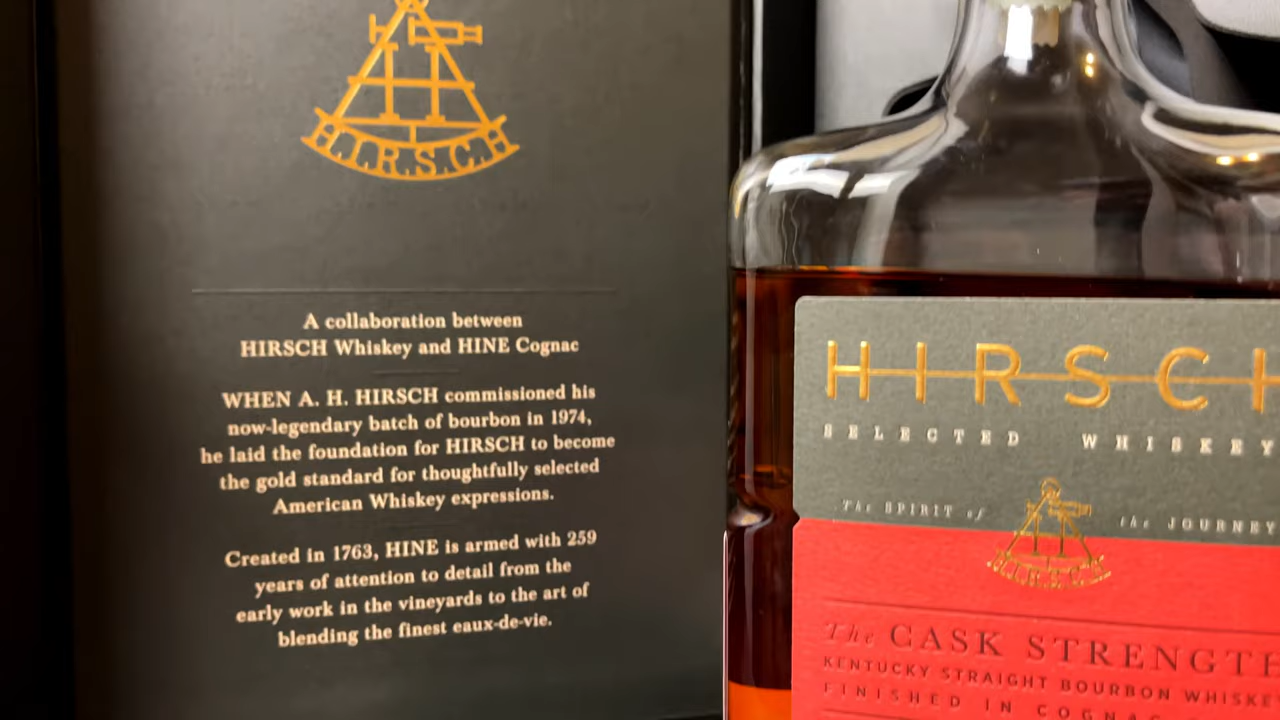 H.I.R.S.C.H
A collaboration between
HIRSCH Whiskey and HINE Cognac
WHEN A. H. HIRSCH commissioned his
now-legendary batch of bourbon in 1974,
he laid the foundation for HIRSCH to become
the gold standard for thoughtfully selected
American Whiskey expressions.
Created in 1763, HINE is armed with 259
years of attention to detail from the
early work in the vineyards to the art of
blending the finest eaux-de-vie.
HIRSCH
SELECTED WHISKEY
The SPIRIT of the JOURNEY
H.I.R.S.C.H
The CASK STRENGTH
KENTUCKY STRAIGHT BOURBON WHISKE
FINISHED IN COGNAC